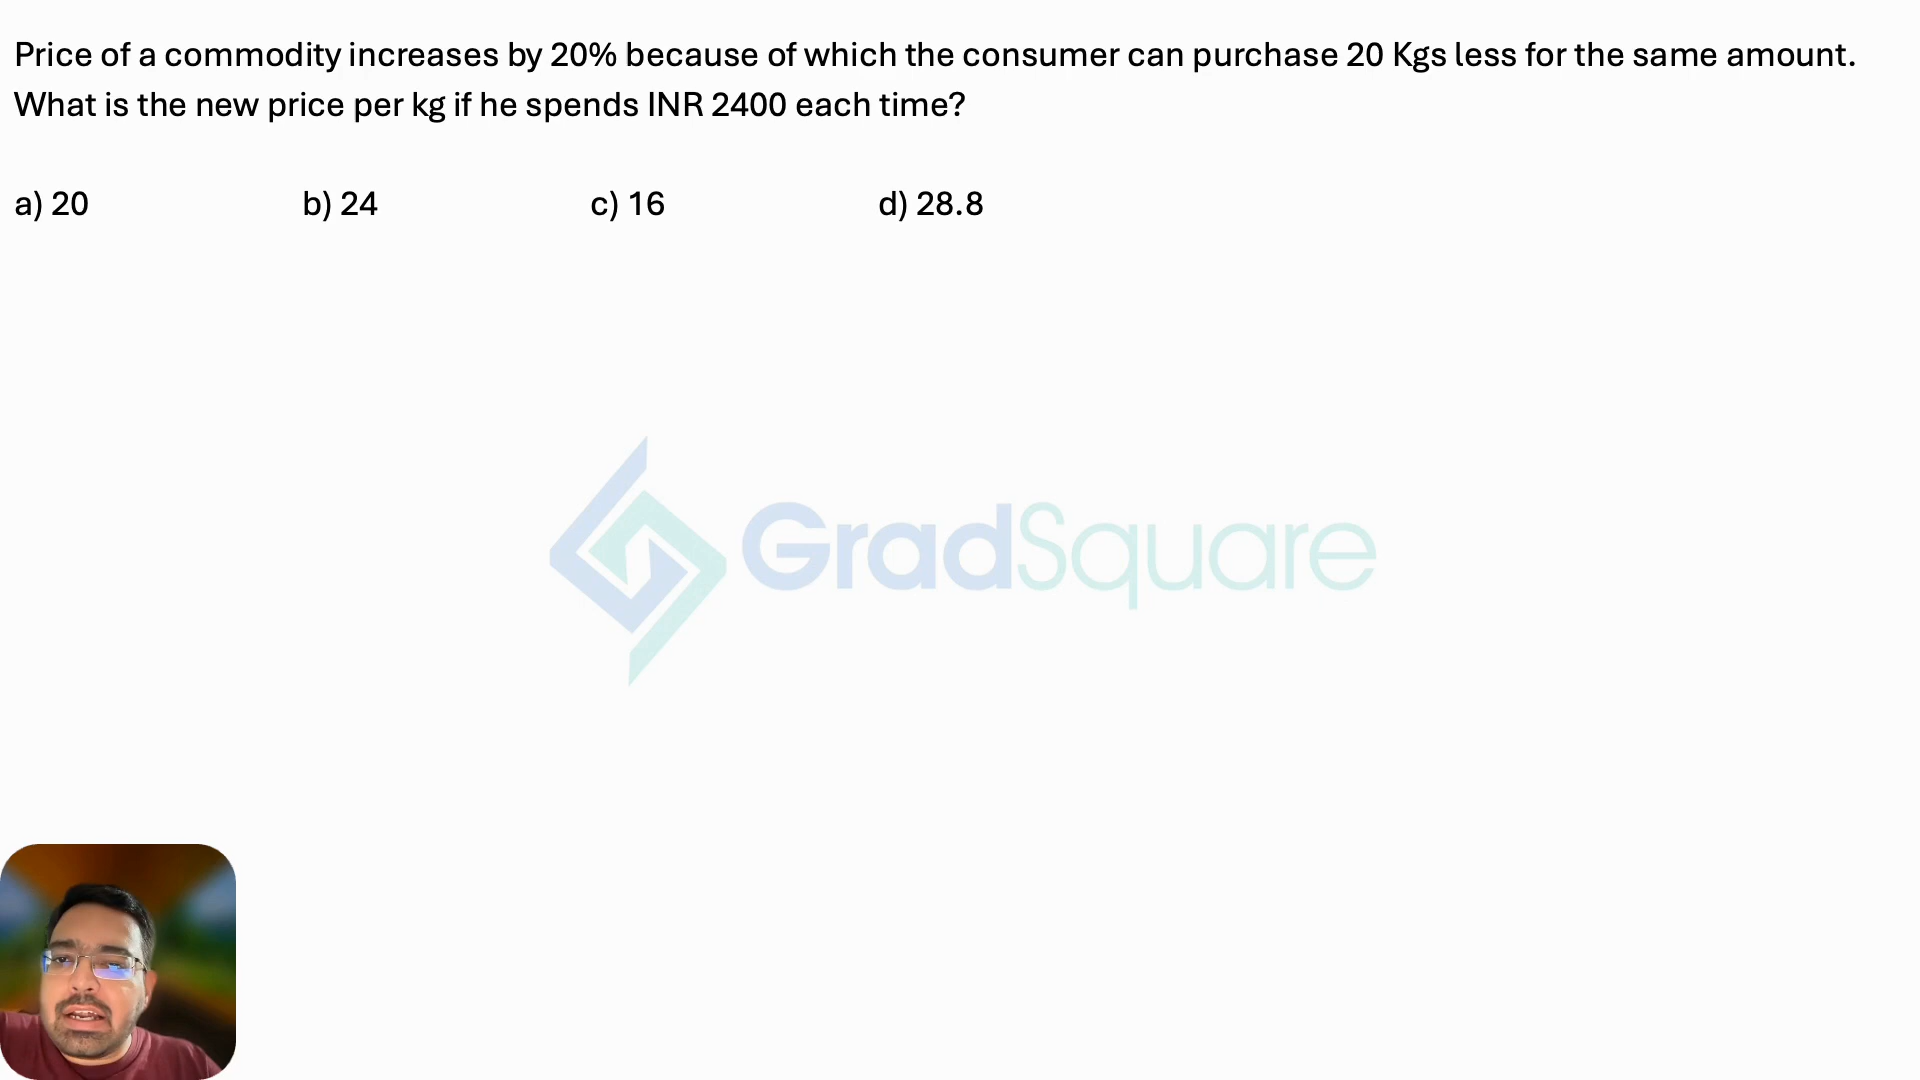 Price of a commodity increases by 20% because of which the consumer can purchase 20 Kgs less for the same amount.
What is the new price per kg if he spends INR 2400 each time?
a) 20 b) 24 c) 16 d) 28.8
GradSquare